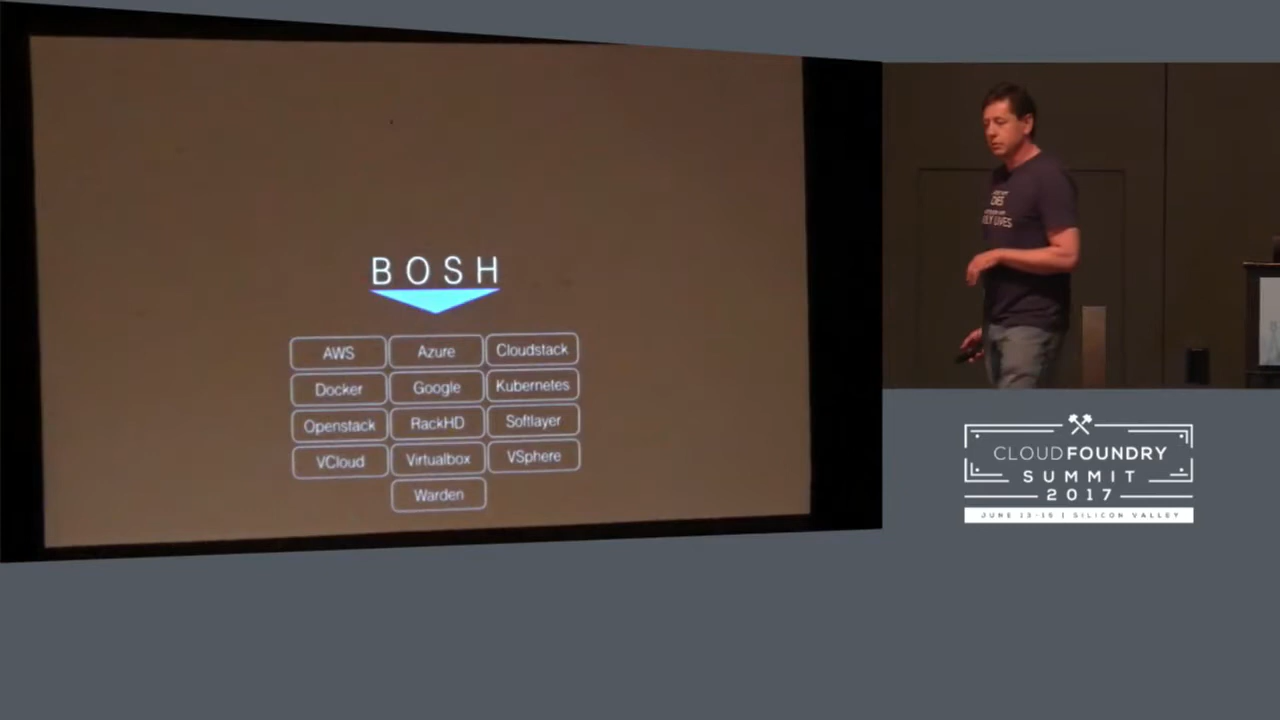 BOSH
AWS Azure Cloudstack
Docker Google Kubernetes
Openstack RackHD Softlayer
VCloud Virtualbox VSphere
Warden
CLOUD FOUNDRY
SUMMIT
2017
JUNE 13-15 | SILICON VALLEY